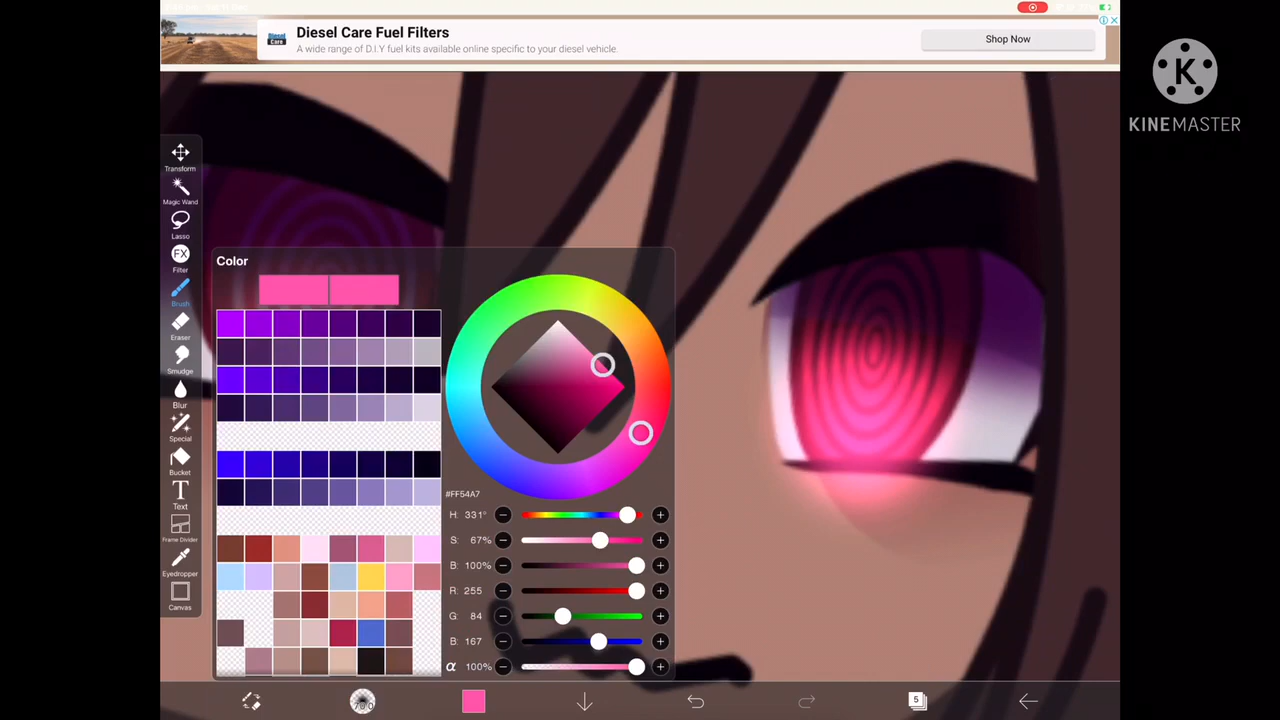 Diesel Care Fuel Filters
A wide range of D.I.Y fuel kits available online specific to your diesel vehicle.
Shop Now
K
KINEMASTER
Transform
Magic Wand
Lasso
FX
Filter
Brush
Eraser
Smudge
Blur
Special
Bucket
T
Text
Frame Divider
Eyedropper
Canvas
Color
#FF54A7
H: 331°
S: 67%
B: 100%
R: 255
G: 84
B: 167
α 100%
700
5